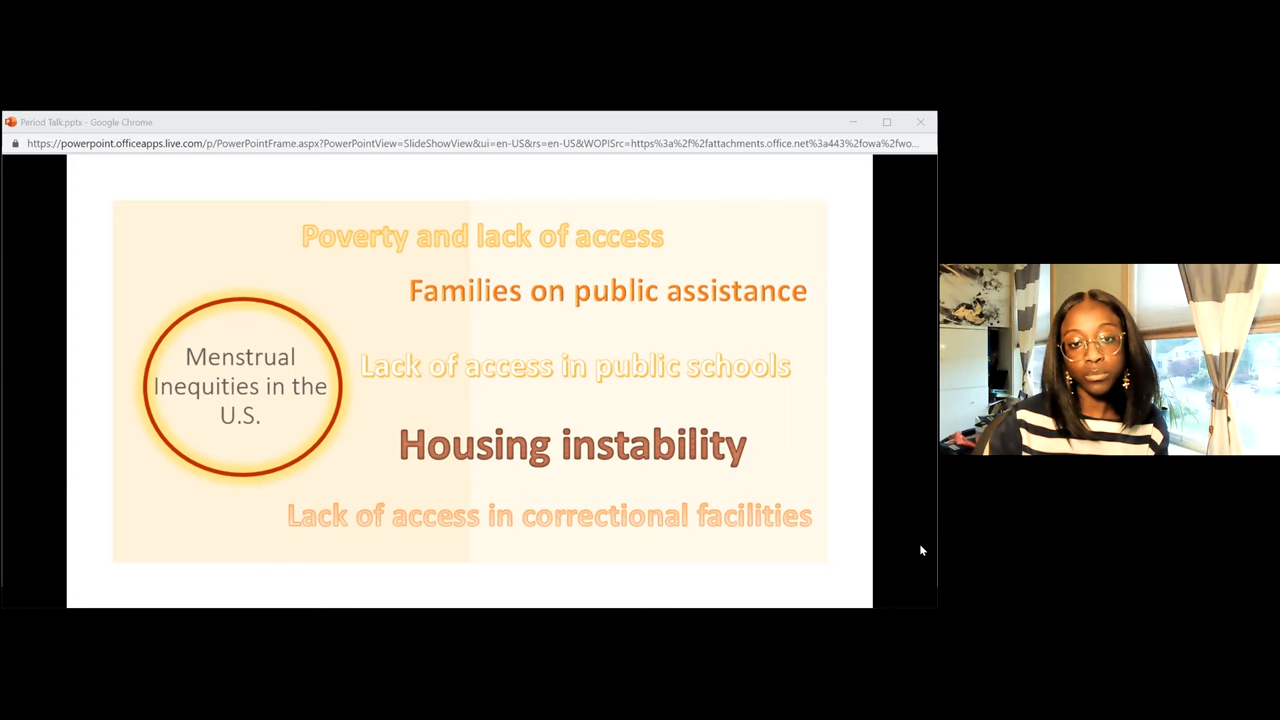 Period Talk.pptx - Google Chrome
https://powerpoint.officeapps.live.com/p/PowerPointFrame.aspx?PowerPointView=SlideShowView&ui=en-US&rs=en-US&WOPISrc=https%3a%2f%2fattachments.office.net%3a443%2fowa%2fwo...
Poverty and lack of access
Families on public assistance
Menstrual
Inequities in the
U.S.
Lack of access in public schools
Housing instability
Lack of access in correctional facilities